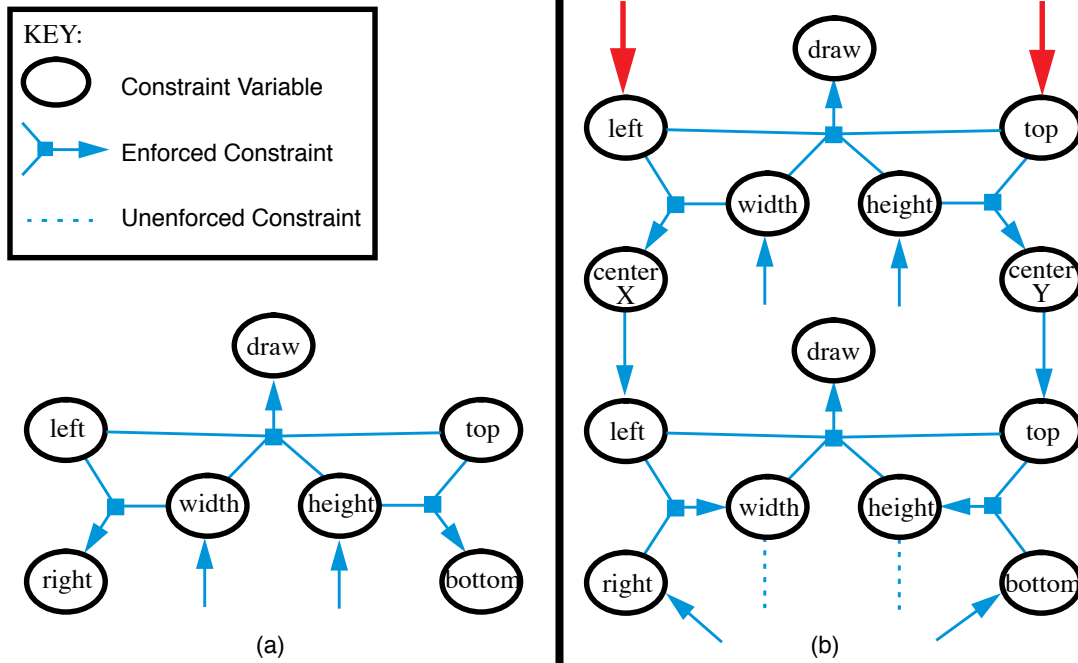 KEY:
Constraint Variable
Enforced Constraint
Unenforced Constraint
draw
left
top
width
height
right
bottom
(a)
draw
left
top
width
height
center
X
center
Y
draw
left
top
width
height
right
bottom
(b)